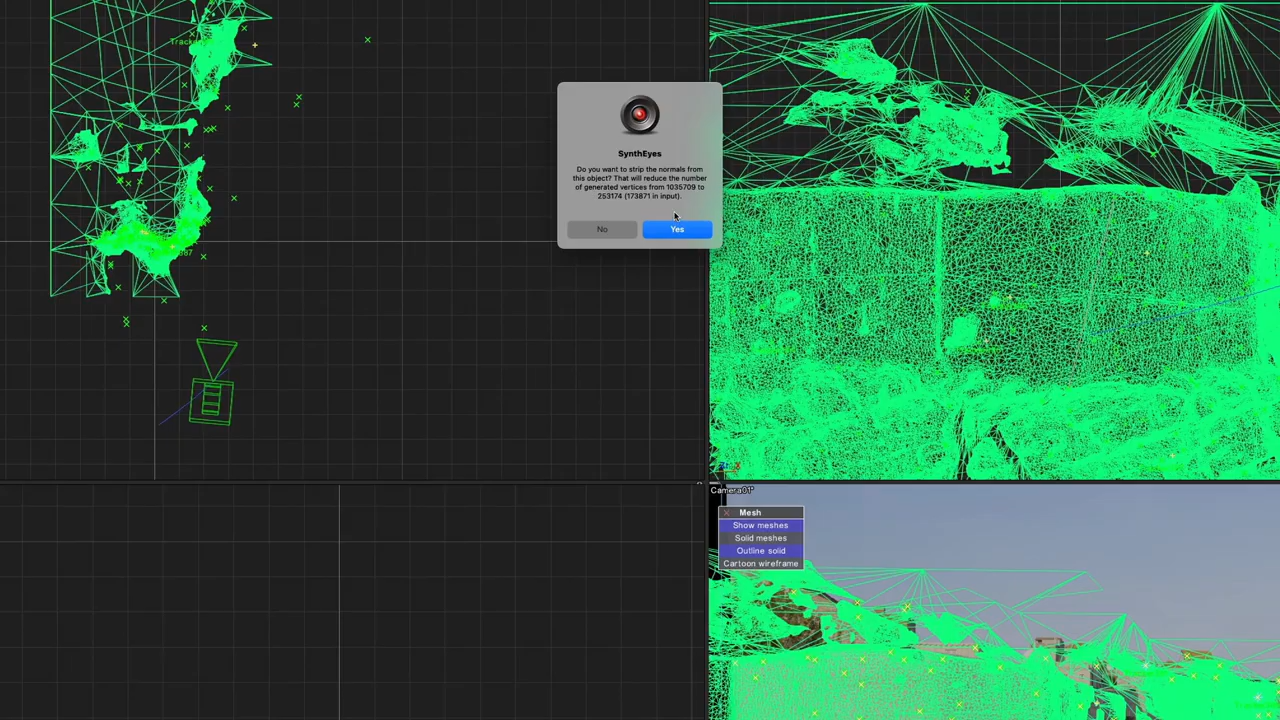 SynthEyes
Do you want to strip the normals from
this object? That will reduce the number
of generated vertices from 1035709 to
253174 (173871 in input).
No
Yes
Camera01*
Mesh
Show meshes
Solid meshes
Outline solid
Cartoon wireframe